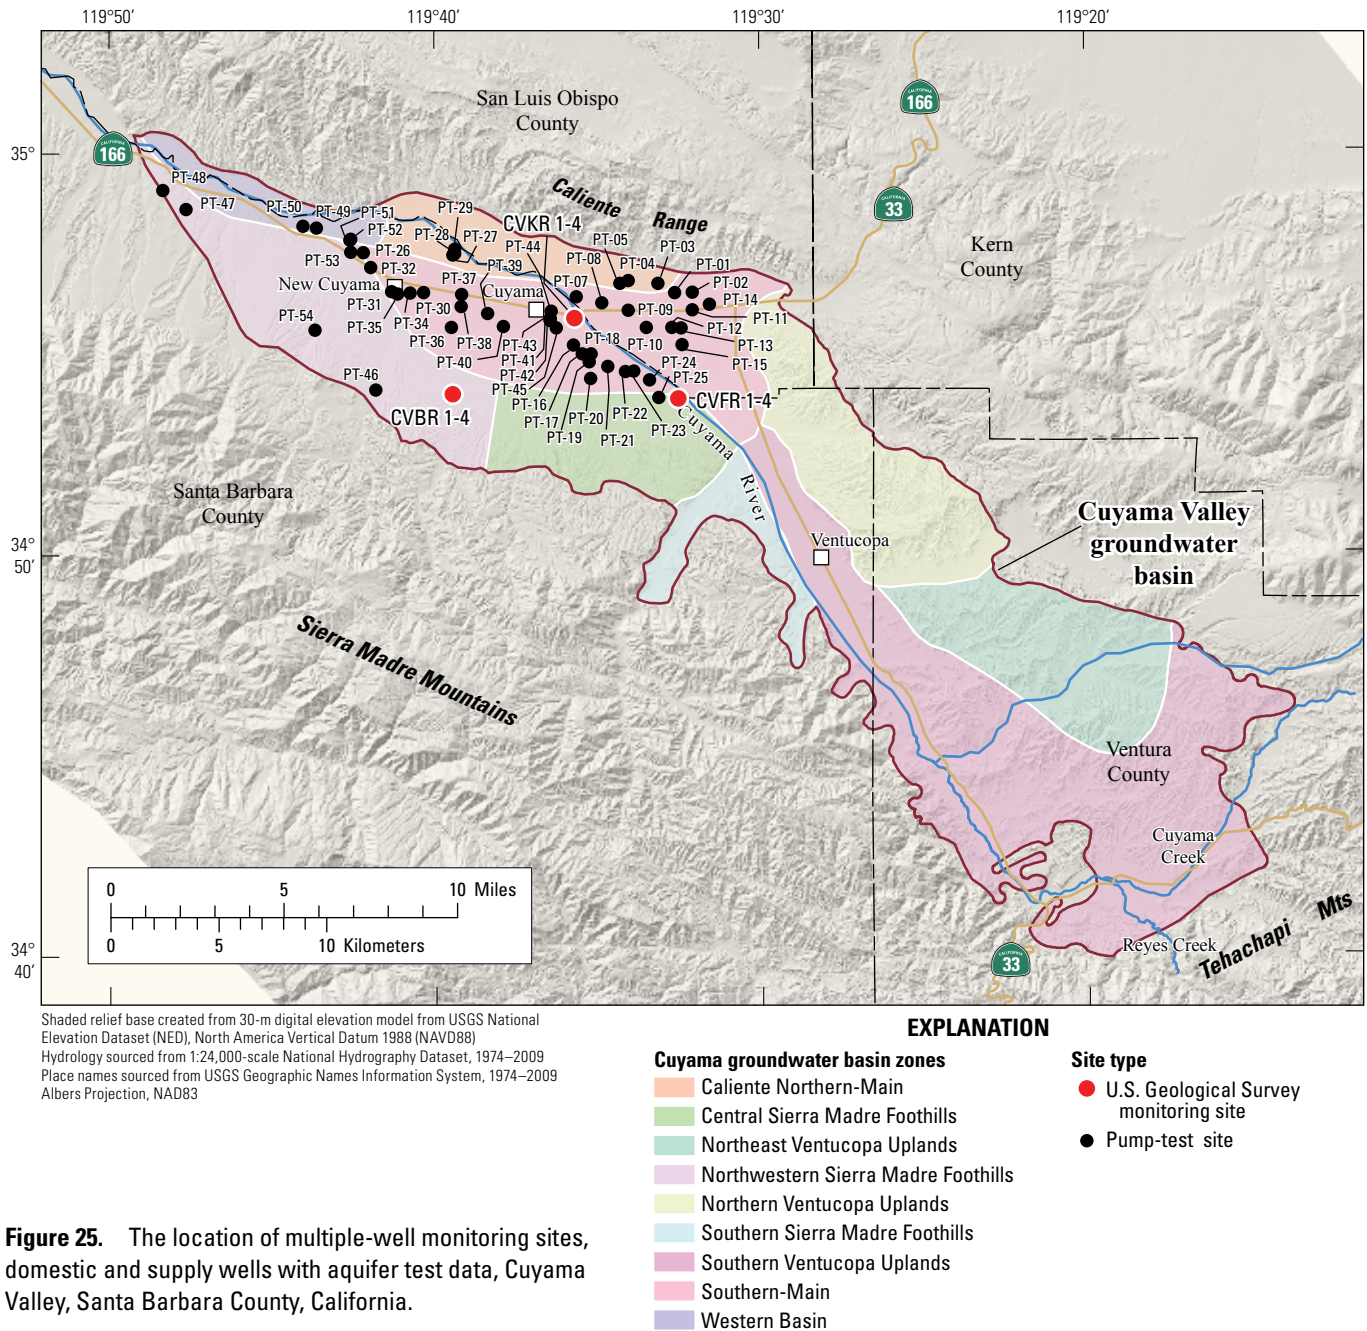 119°50'
119°40'
119°30'
119°20'
San Luis Obispo
County
CALIFORNIA
166
CALIFORNIA
166
35°
CALIFORNIA
33
Caliente Range
Kern
County
PT-48
PT-47
PT-50
PT-49
PT-51
PT-52
PT-53
PT-26
PT-32
PT-29
PT-28
PT-27
CVKR 1-4
PT-44
PT-39
PT-37
PT-05
PT-04
PT-03
PT-08
PT-07
PT-01
PT-02
PT-14
New Cuyama
Cuyama
PT-31
PT-30
PT-35
PT-34
PT-36
PT-38
PT-40
PT-43
PT-41
PT-42
PT-45
PT-09
PT-11
PT-12
PT-13
PT-15
PT-18
PT-10
PT-24
PT-25
PT-54
PT-46
CVBR 1-4
PT-16
PT-17
PT-19
PT-20
PT-21
PT-22
PT-23
CVFR 1-4
Cuyama
River
Santa Barbara
County
Cuyama Valley
groundwater
basin
34°
50'
Ventucopa
Sierra Madre Mountains
Ventura
County
Cuyama
Creek
Reyes Creek
Tehachapi Mts
CALIFORNIA
33
0 5 10 Miles
0 5 10 Kilometers
34°
40'
Shaded relief base created from 30-m digital elevation model from USGS National
Elevation Dataset (NED), North America Vertical Datum 1988 (NAVD88)
Hydrology sourced from 1:24,000-scale National Hydrography Dataset, 1974–2009
Place names sourced from USGS Geographic Names Information System, 1974–2009
Albers Projection, NAD83
EXPLANATION
Cuyama groundwater basin zones
Caliente Northern-Main
Central Sierra Madre Foothills
Northeast Ventucopa Uplands
Northwestern Sierra Madre Foothills
Northern Ventucopa Uplands
Southern Sierra Madre Foothills
Southern Ventucopa Uplands
Southern-Main
Western Basin
Site type
U.S. Geological Survey
monitoring site
Pump-test site
Figure 25. The location of multiple-well monitoring sites,
domestic and supply wells with aquifer test data, Cuyama
Valley, Santa Barbara County, California.